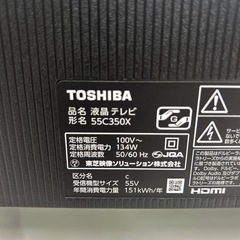 TOSHIBA
品名 液晶テレビ
形名 55C350X
定格電圧 100V~
定格消費電力 134W
定格周波数 50/60 Hz JQA
東芝映像ソリューション株式会社
区分 c
受信機型サイズ 55V
年間消費電力量 151kWh/年
HDMI